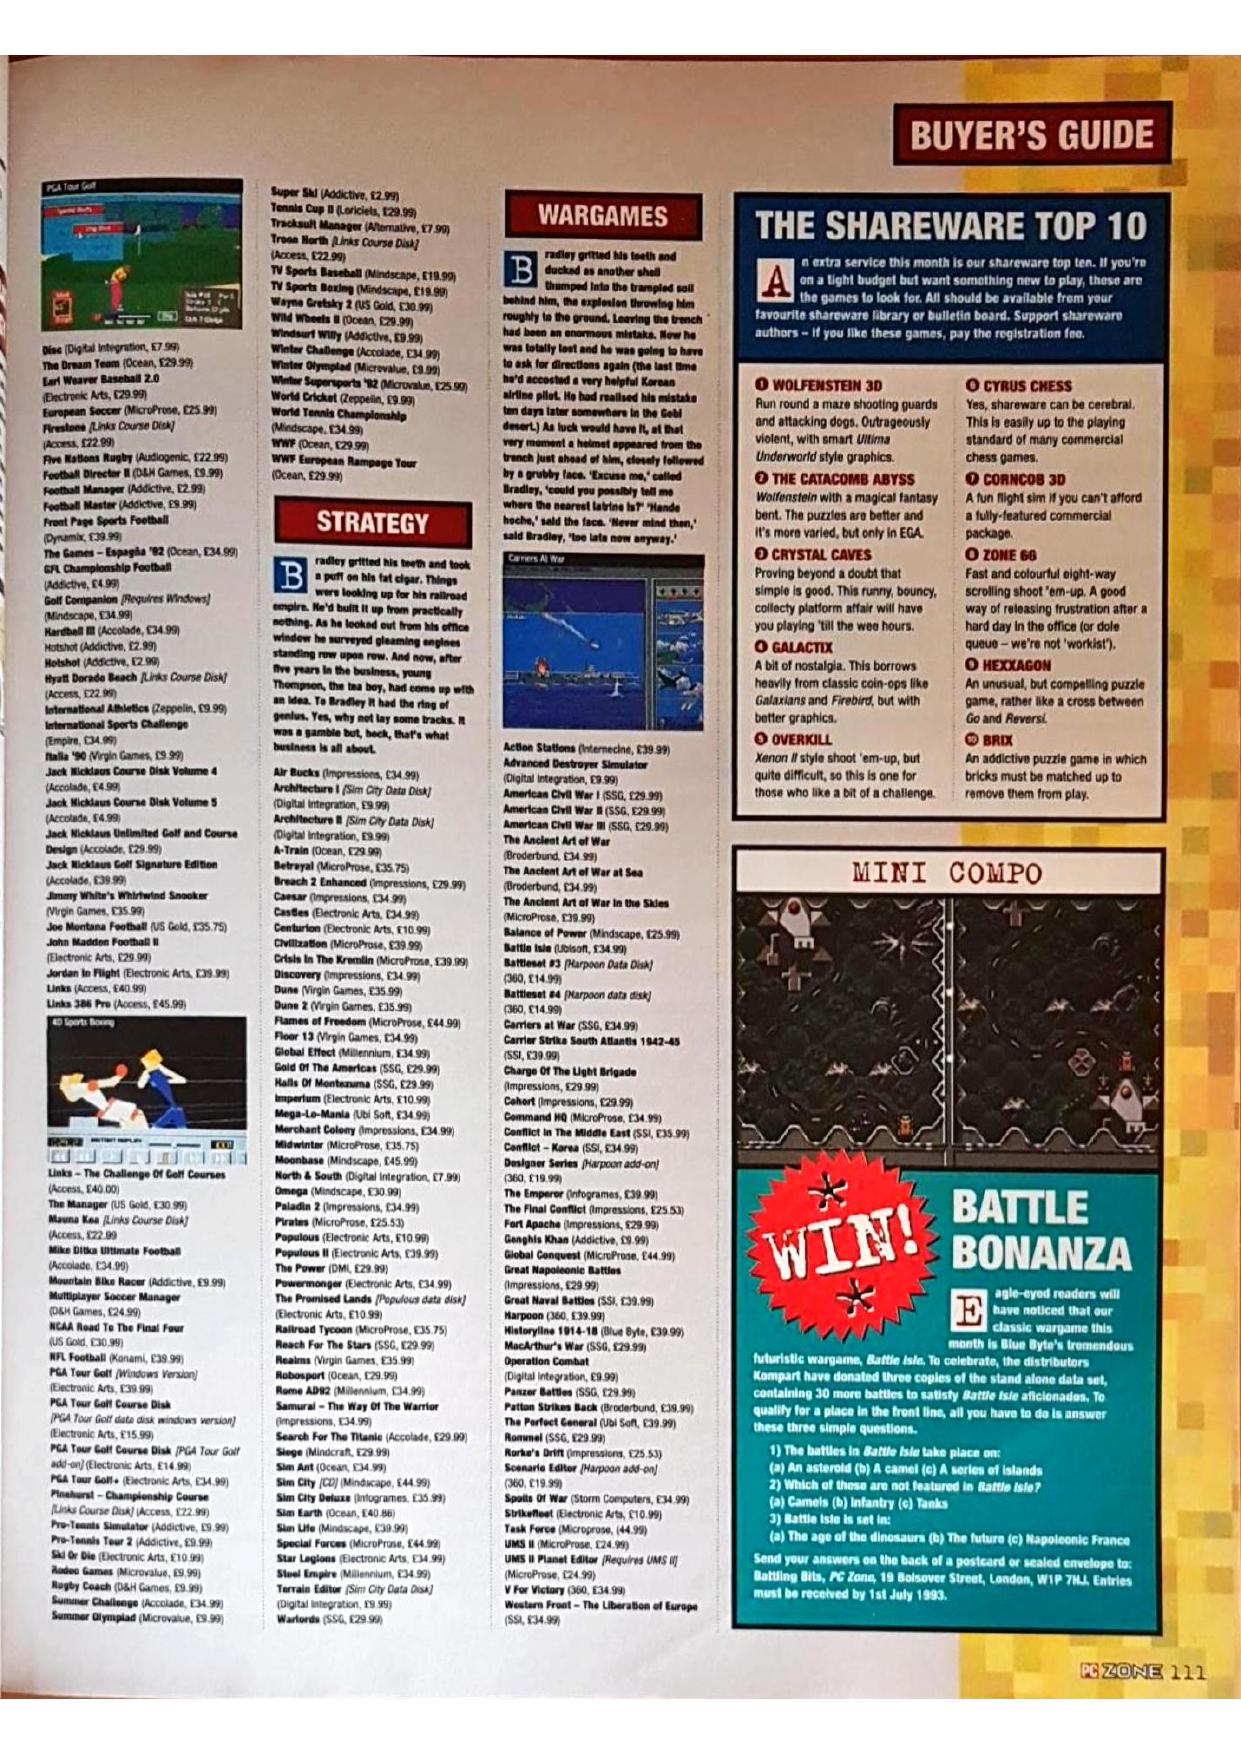 BUYER'S GUIDE
PGA Tour Golf
Disc (Digital Integration, £7.99)
The Dream Team (Ocean, £29.99)
Earl Weaver Baseball 2.0
(Electronic Arts, £29.99)
European Soccer (MicroProse, £25.99)
Firestone [Links Course Disk]
(Access, £22.99)
Five Nations Rugby (Audiogenic, £22.99)
Football Director II (D&H Games, £9.99)
Football Manager (Addictive, £2.99)
Football Master (Addictive, £9.99)
Front Page Sports Football
(Dynamix, £39.99)
The Games – Espagña '92 (Ocean, £34.99)
GFL Championship Football
(Addictive, £4.99)
Golf Companion [Requires Windows]
(Mindscape, £34.99)
Hardball III (Accolade, £34.99)
Hotshot (Addictive, £2.99)
Hotshot (Addictive, £2.99)
Hyatt Dorado Beach [Links Course Disk]
(Access, £22.99)
International Athletics (Zeppelin, £9.99)
International Sports Challenge
(Empire, £34.99)
Italia '90 (Virgin Games, £9.99)
Jack Nicklaus Course Disk Volume 4
(Accolade, £4.99)
Jack Nicklaus Course Disk Volume 5
(Accolade, £4.99)
Jack Nicklaus Unlimited Golf and Course
Design (Accolade, £29.99)
Jack Nicklaus Golf Signature Edition
(Accolade, £39.99)
Jimmy White's Whirlwind Snooker
(Virgin Games, £35.99)
Joe Montana Football (US Gold, £35.75)
John Madden Football II
(Electronic Arts, £29.99)
Jordan In Flight (Electronic Arts, £39.99)
Links (Access, £40.99)
Links 386 Pro (Access, £45.99)
4D Sports Boxing
Links – The Challenge Of Golf Courses
(Access, £40.00)
The Manager (US Gold, £30.99)
Mauna Kea [Links Course Disk]
(Access, £22.99
Mike Ditka Ultimate Football
(Accolade, £34.99)
Mountain Bike Racer (Addictive, £9.99)
Multiplayer Soccer Manager
(D&H Games, £24.99)
NCAA Road To The Final Four
(US Gold, £30.99)
NFL Football (Konami, £39.99)
PGA Tour Golf [Windows Version]
(Electronic Arts, £39.99)
PGA Tour Golf Course Disk
[PGA Tour Golf data disk windows version]
(Electronic Arts, £15.99)
PGA Tour Golf Course Disk [PGA Tour Golf
add-on] (Electronic Arts, £14.99)
PGA Tour Golf+ (Electronic Arts, £34.99)
Pinehurst – Championship Course
[Links Course Disk] (Access, £22.99)
Pro-Tennis Simulator (Addictive, £9.99)
Pro-Tennis Tour 2 (Addictive, £9.99)
Ski Or Die (Electronic Arts, £10.99)
Rodeo Games (Microvalue, £9.99)
Rugby Coach (D&H Games, £9.99)
Summer Challenge (Accolade, £34.99)
Summer Olympiad (Microvalue, £9.99)
Super Ski (Addictive, £2.99)
Tennis Cup II (Loriciels, £29.99)
Tracksuit Manager (Alternative, £7.99)
Troon North [Links Course Disk]
(Access, £22.99)
TV Sports Baseball (Mindscape, £19.99)
TV Sports Boxing (Mindscape, £19.99)
Wayne Gretsky 2 (US Gold, £30.99)
Wild Wheels II (Ocean, £29.99)
Windsurf Willy (Addictive, £9.99)
Winter Challenge (Accolade, £34.99)
Winter Olympiad (Microvalue, £9.99)
Winter Supersports '92 (Microvalue, £25.99)
World Cricket (Zeppelin, £9.99)
World Tennis Championship
(Mindscape, £34.99)
WWF (Ocean, £29.99)
WWF European Rampage Tour
(Ocean, £29.99)
STRATEGY
Bradley gritted his teeth and took
a puff on his fat cigar. Things
were looking up for his railroad
empire. He'd built it up from practically
nothing. As he looked out from his office
window he surveyed gleaming engines
standing row upon row. And now, after
five years in the business, young
Thompson, the tea boy, had come up with
an idea. To Bradley it had the ring of
genius. Yes, why not lay some tracks. It
was a gamble but, heck, that's what
business is all about.
Air Bucks (Impressions, £34.99)
Architecture I [Sim City Data Disk]
(Digital Integration, £9.99)
Architecture II [Sim City Data Disk]
(Digital Integration, £9.99)
A-Train (Ocean, £29.99)
Betrayal (MicroProse, £35.75)
Breach 2 Enhanced (Impressions, £29.99)
Caesar (Impressions, £34.99)
Castles (Electronic Arts, £34.99)
Centurion (Electronic Arts, £10.99)
Civilization (MicroProse, £39.99)
Crisis In The Kremlin (MicroProse, £39.99)
Discovery (Impressions, £34.99)
Dune (Virgin Games, £35.99)
Dune 2 (Virgin Games, £35.99)
Flames of Freedom (MicroProse, £44.99)
Floor 13 (Virgin Games, £34.99)
Global Effect (Millennium, £34.99)
Gold Of The Americas (SSG, £29.99)
Halls Of Montezuma (SSG, £29.99)
Imperium (Electronic Arts, £10.99)
Mega-Lo-Mania (Ubi Soft, £34.99)
Merchant Colony (Impressions, £34.99)
Midwinter (MicroProse, £35.75)
Moonbase (Mindscape, £45.99)
North & South (Digital Integration, £7.99)
Omega (Mindscape, £30.99)
Paladin 2 (Impressions, £34.99)
Pirates (MicroProse, £25.53)
Populous (Electronic Arts, £10.99)
Populous II (Electronic Arts, £39.99)
The Power (DMI, £29.99)
Powermonger (Electronic Arts, £34.99)
The Promised Lands [Populous data disk]
(Electronic Arts, £10.99)
Railroad Tycoon (MicroProse, £35.75)
Reach For The Stars (SSG, £29.99)
Realms (Virgin Games, £35.99)
Robosport (Ocean, £29.99)
Rome AD92 (Millennium, £34.99)
Samurai – The Way Of The Warrior
(Impressions, £34.99)
Search For The Titanic (Accolade, £29.99)
Siege (Mindcraft, £29.99)
Sim Ant (Ocean, £34.99)
Sim City [CD] (Mindscape, £44.99)
Sim City Deluxe (Infogrames, £35.99)
Sim Earth (Ocean, £40.86)
Sim Life (Mindscape, £39.99)
Special Forces (MicroProse, £44.99)
Star Legions (Electronic Arts, £34.99)
Steel Empire (Millennium, £34.99)
Terrain Editor [Sim City Data Disk]
(Digital Integration, £9.99)
Warlords (SSG, £29.99)
WARGAMES
Bradley gritted his teeth and
ducked as another shell
thumped into the trampled soil
behind him, the explosion throwing him
roughly to the ground. Leaving the trench
had been an enormous mistake. Now he
was totally lost and he was going to have
to ask for directions again (the last time
he'd accosted a very helpful Korean
airline pilot. He had realised his mistake
ten days later somewhere in the Gobi
desert.) As luck would have it, at that
very moment a helmet appeared from the
trench just ahead of him, closely followed
by a grubby face. 'Excuse me,' called
Bradley, 'could you possibly tell me
where the nearest latrine is?' 'Hande
hoche,' said the face. 'Never mind then,'
said Bradley, 'too late now anyway.'
Carriers At War
Action Stations (Internecine, £39.99)
Advanced Destroyer Simulator
(Digital Integration, £9.99)
American Civil War I (SSG, £29.99)
American Civil War II (SSG, £29.99)
American Civil War III (SSG, £29.99)
The Ancient Art of War
(Broderbund, £34.99)
The Ancient Art of War at Sea
(Broderbund, £34.99)
The Ancient Art of War In the Skies
(MicroProse, £39.99)
Balance of Power (Mindscape, £25.99)
Battle Isle (Ubisoft, £34.99)
Battleset #3 [Harpoon Data Disk]
(360, £14.99)
Battleset #4 [Harpoon data disk]
(360, £14.99)
Carriers at War (SSG, £34.99)
Carrier Strike South Atlantis 1942-45
(SSI, £39.99)
Charge Of The Light Brigade
(Impressions, £29.99)
Cohort (Impressions, £29.99)
Command HQ (MicroProse, £34.99)
Conflict In The Middle East (SSI, £35.99)
Conflict – Korea (SSI, £34.99)
Designer Series [Harpoon add-on]
(360, £19.99)
The Emperor (Infogrames, £39.99)
The Final Conflict (Impressions, £25.53)
Fort Apache (Impressions, £29.99)
Genghis Khan (Addictive, £9.99)
Global Conquest (MicroProse, £44.99)
Great Napoleonic Battles
(Impressions, £29.99)
Great Naval Battles (SSI, £39.99)
Harpoon (360, £39.99)
Historyline 1914-18 (Blue Byte, £39.99)
MacArthur's War (SSG, £29.99)
Operation Combat
(Digital Integration, £9.99)
Panzer Battles (SSG, £29.99)
Patton Strikes Back (Broderbund, £39.99)
The Perfect General (Ubi Soft, £39.99)
Rommel (SSG, £29.99)
Rorke's Drift (Impressions, £25.53)
Scenario Editor [Harpoon add-on]
(360, £19.99)
Spoils Of War (Storm Computers, £34.99)
Strikefleet (Electronic Arts, £10.99)
Task Force (Microprose, (44.99)
UMS II (MicroProse, £24.99)
UMS II Planet Editor [Requires UMS II]
(MicroProse, £24.99)
V For Victory (360, £34.99)
Western Front – The Liberation of Europe
(SSI, £34.99)
THE SHAREWARE TOP 10
An extra service this month is our shareware top ten. If you're
on a tight budget but want something new to play, these are
the games to look for. All should be available from your
favourite shareware library or bulletin board. Support shareware
authors – if you like these games, pay the registration fee.
1 WOLFENSTEIN 3D
Run round a maze shooting guards
and attacking dogs. Outrageously
violent, with smart Ultima
Underworld style graphics.
2 THE CATACOMB ABYSS
Wolfenstein with a magical fantasy
bent. The puzzles are better and
it's more varied, but only in EGA.
3 CRYSTAL CAVES
Proving beyond a doubt that
simple is good. This runny, bouncy,
collecty platform affair will have
you playing 'till the wee hours.
4 GALACTIX
A bit of nostalgia. This borrows
heavily from classic coin-ops like
Galaxians and Firebird, but with
better graphics.
5 OVERKILL
Xenon II style shoot 'em-up, but
quite difficult, so this is one for
those who like a bit of a challenge.
6 CYRUS CHESS
Yes, shareware can be cerebral.
This is easily up to the playing
standard of many commercial
chess games.
7 CORNCOB 3D
A fun flight sim if you can't afford
a fully-featured commercial
package.
8 ZONE 66
Fast and colourful eight-way
scrolling shoot 'em-up. A good
way of releasing frustration after a
hard day in the office (or dole
queue – we're not 'workist').
9 HEXXAGON
An unusual, but compelling puzzle
game, rather like a cross between
Go and Reversi.
10 BRIX
An addictive puzzle game in which
bricks must be matched up to
remove them from play.
MINI COMPO
WIN!
BATTLE
BONANZA
Eagle-eyed readers will
have noticed that our
classic wargame this
month is Blue Byte's tremendous
futuristic wargame, Battle Isle. To celebrate, the distributors
Kompart have donated three copies of the stand alone data set,
containing 30 more battles to satisfy Battle Isle aficionados. To
qualify for a place in the front line, all you have to do is answer
these three simple questions.
1) The battles in Battle Isle take place on:
(a) An asteroid (b) A camel (c) A series of islands
2) Which of these are not featured in Battle Isle?
(a) Camels (b) Infantry (c) Tanks
3) Battle Isle is set in:
(a) The age of the dinosaurs (b) The future (c) Napoleonic France
Send your answers on the back of a postcard or sealed envelope to:
Battling Bits, PC Zone, 19 Bolsover Street, London, W1P 7HJ. Entries
must be received by 1st July 1993.
PC ZONE 111